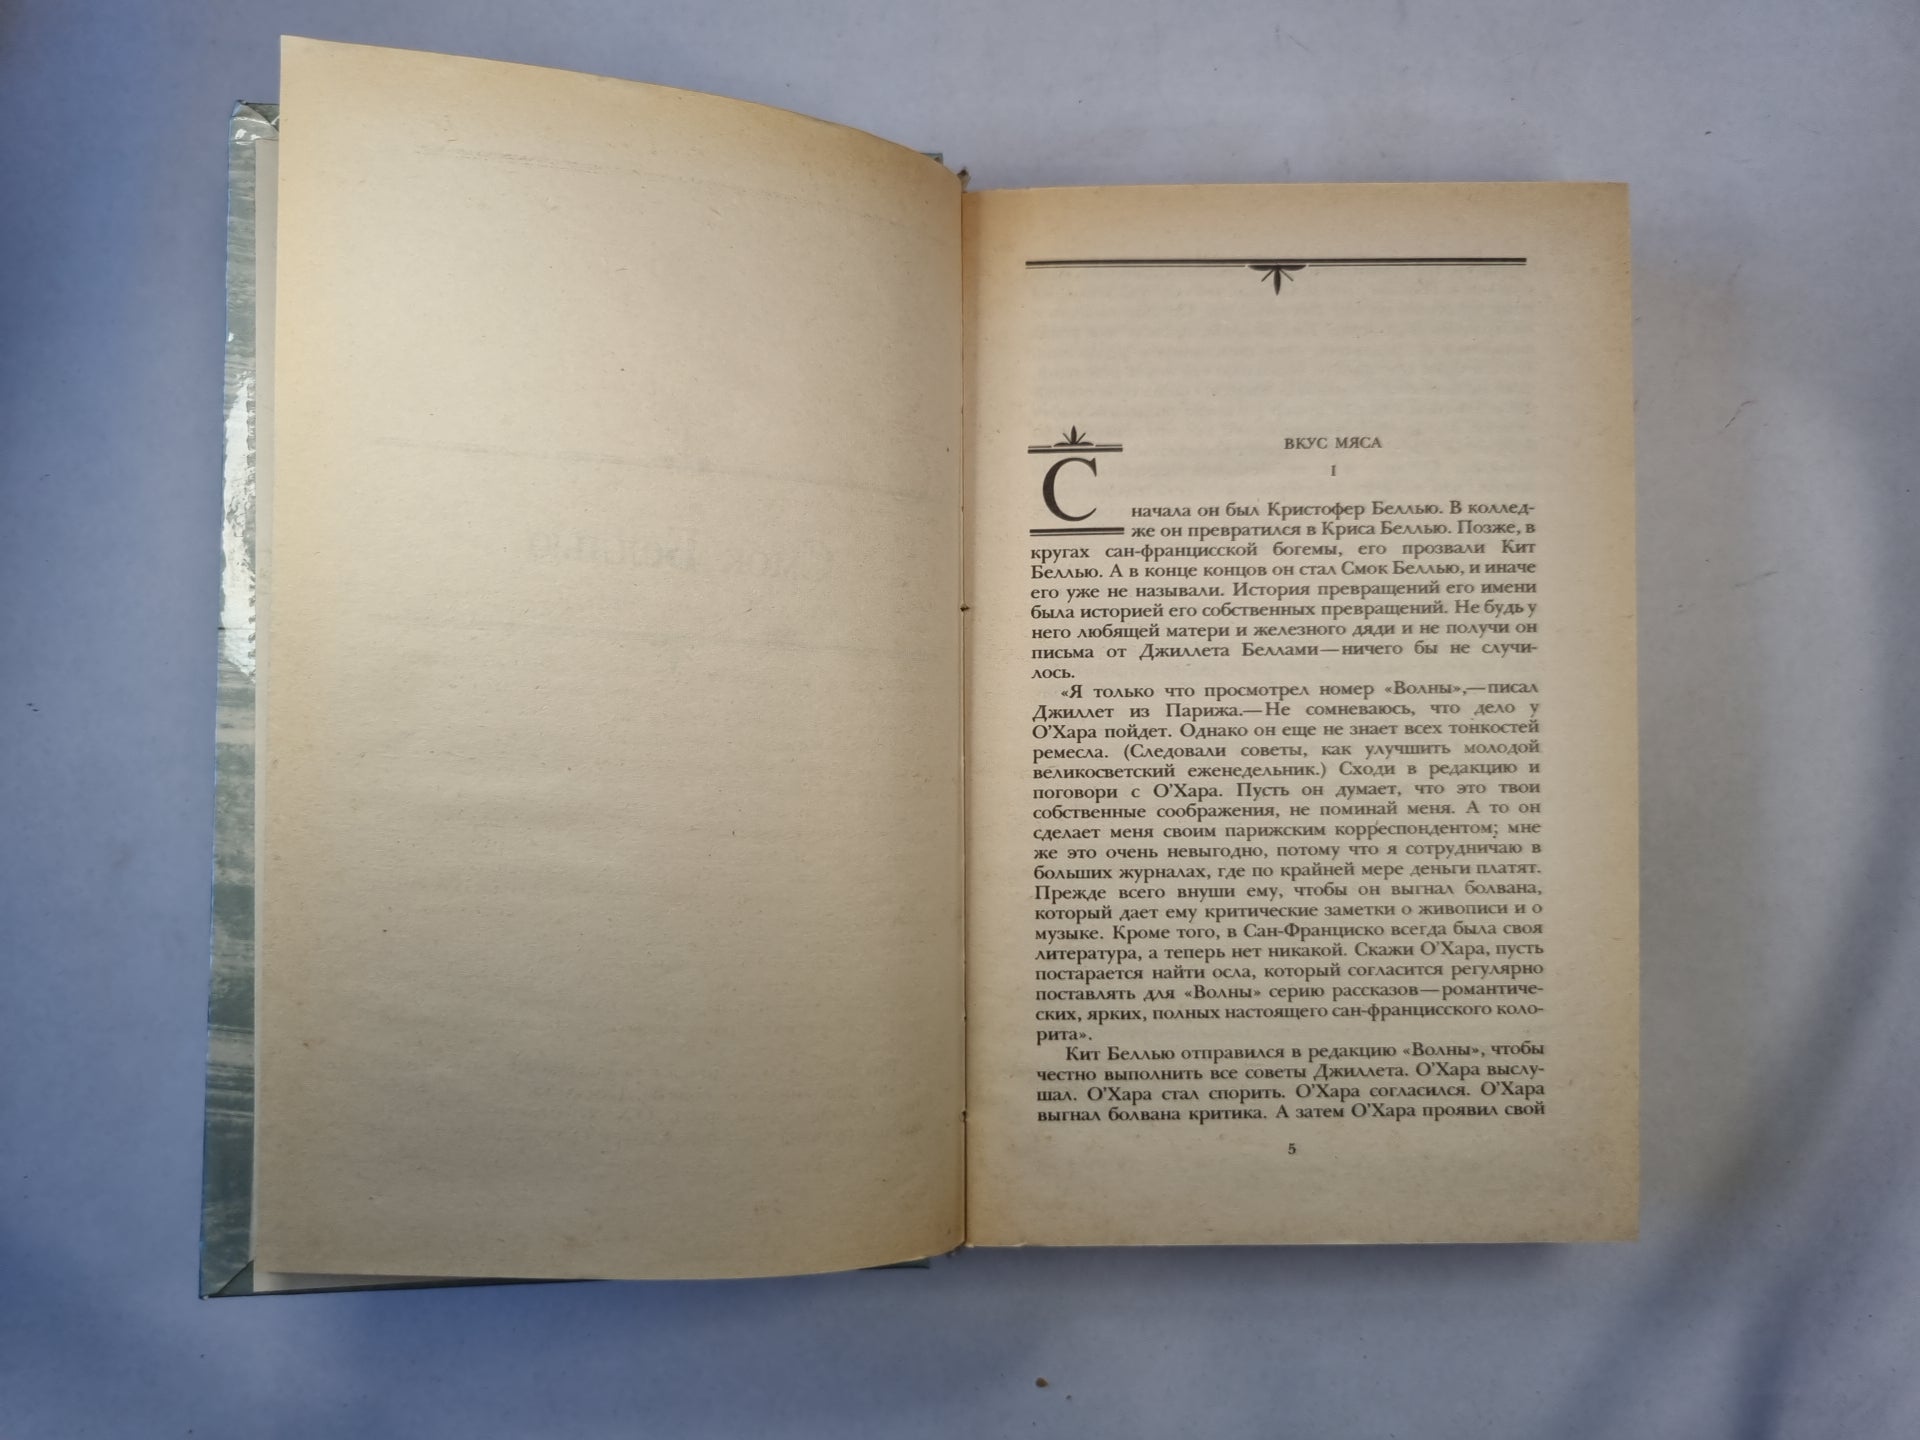 ВКУС МЯСА
I
Сначала он был Кристофер Беллью. В коллед-
же он превратился в Криса Беллью. Позже, в
кругах сан-францисской богемы, его прозвали Кит
Беллью. А в конце концов он стал Смок Беллью, и иначе
его уже не называли. История превращений его имени
была историей его собственных превращений. Не будь у
него любящей матери и железного дяди и не получи он
письма от Джиллета Беллами—ничего бы не случи-
лось.
«Я только что просмотрел номер «Волны»,—писал
Джиллет из Парижа.—Не сомневаюсь, что дело у
О'Хара пойдет. Однако он еще не знает всех тонкостей
ремесла. (Следовали советы, как улучшить молодой
великосветский еженедельник.) Сходи в редакцию и
поговори с О'Хара. Пусть он думает, что это твои
собственные соображения, не поминай меня. А то он
сделает меня своим парижским корреспондентом; мне
же это очень невыгодно, потому что я сотрудничаю в
больших журналах, где по крайней мере деньги платят.
Прежде всего внуши ему, чтобы он выгнал болвана,
который дает ему критические заметки о живописи и о
музыке. Кроме того, в Сан-Франциско всегда была своя
литература, а теперь нет никакой. Скажи О'Хара, пусть
постарается найти осла, который согласится регулярно
поставлять для «Волны» серию рассказов—романтиче-
ских, ярких, полных настоящего сан-францисского коло-
рита».
Кит Беллью отправился в редакцию «Волны», чтобы
честно выполнить все советы Джиллета. О'Хара выслу-
шал. О'Хара стал спорить. О'Хара согласился. О'Хара
выгнал болвана критика. А затем О'Хара проявил свой
5